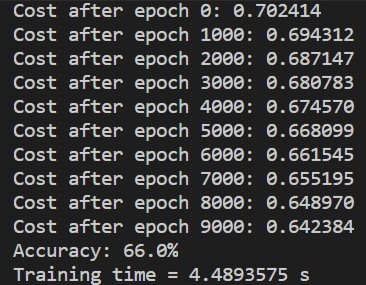 Cost after epoch 0: 0.702414
Cost after epoch 1000: 0.694312
Cost after epoch 2000: 0.687147
Cost after epoch 3000: 0.680783
Cost after epoch 4000: 0.674570
Cost after epoch 5000: 0.668099
Cost after epoch 6000: 0.661545
Cost after epoch 7000: 0.655195
Cost after epoch 8000: 0.648970
Cost after epoch 9000: 0.642384
Accuracy: 66.0%
Training time = 4.4893575 s